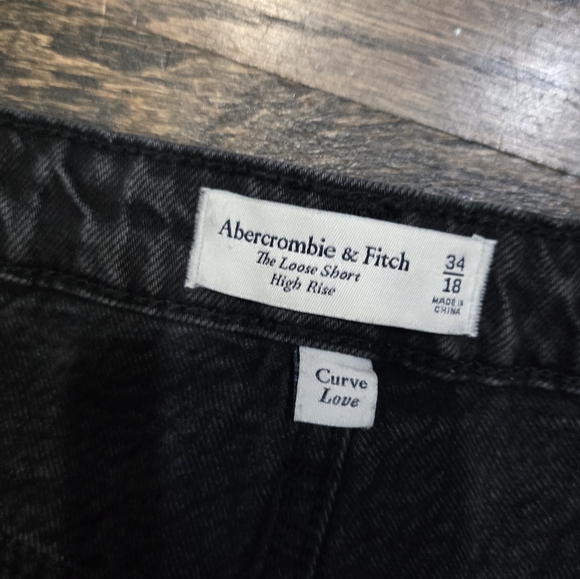 Abercrombie & Fitch
The Loose Short
High Rise
34
18
MADE IN
CHINA
Curve
Love